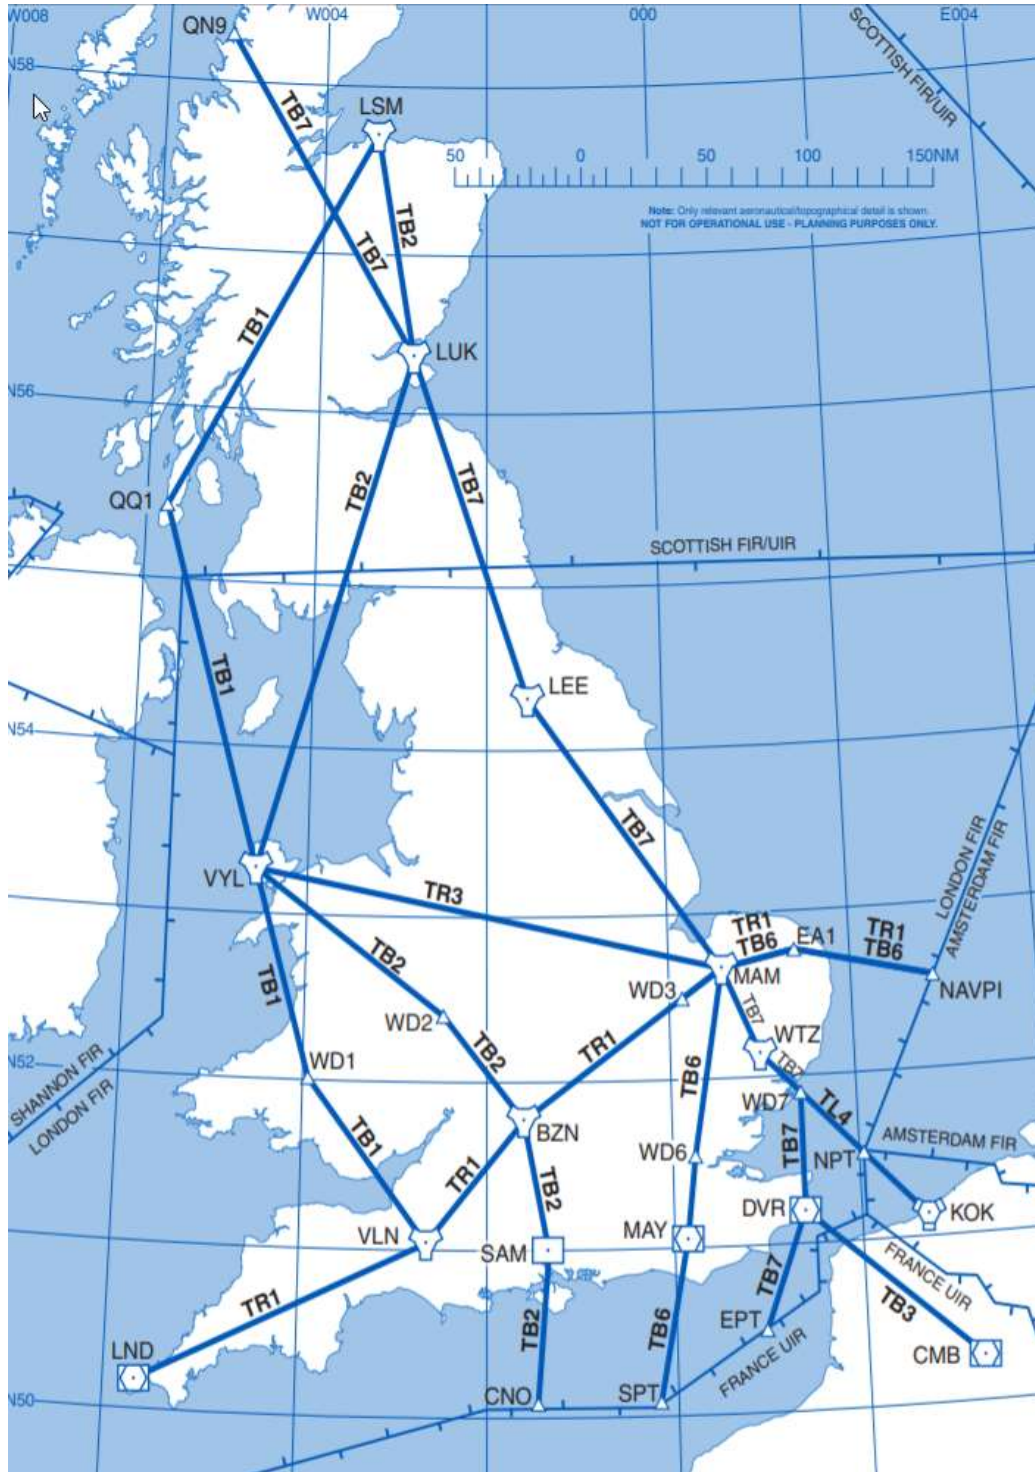 W008
W004
000
E004
QN9
SCOTTISH FIR/UIR
N58
TB7
LSM
50
0
50
100
150NM
Note: Only relevant aeronautical/topographical detail is shown.
NOT FOR OPERATIONAL USE - PLANNING PURPOSES ONLY.
TB2
TB7
TB1
LUK
N56
TB2
TB7
QQ1
SCOTTISH FIR/UIR
TB1
LEE
N54
TB7
LONDON FIR
AMSTERDAM FIR
VYL
TR3
TR1
TB6
EA1
TR1
TB6
TB2
TB1
MAM
NAVPI
WD3
WD2
TB7
WTZ
TR1
TB2
TB6
TB7
N52
SHANNON FIR
LONDON FIR
WD1
WD7
TL4
BZN
TB1
TR1
TB7
AMSTERDAM FIR
WD6
NPT
TB2
DVR
KOK
VLN
SAM
MAY
FRANCE UIR
TB7
TB3
TR1
TB2
TB6
EPT
LND
CMB
FRANCE UIR
N50
CNO
SPT